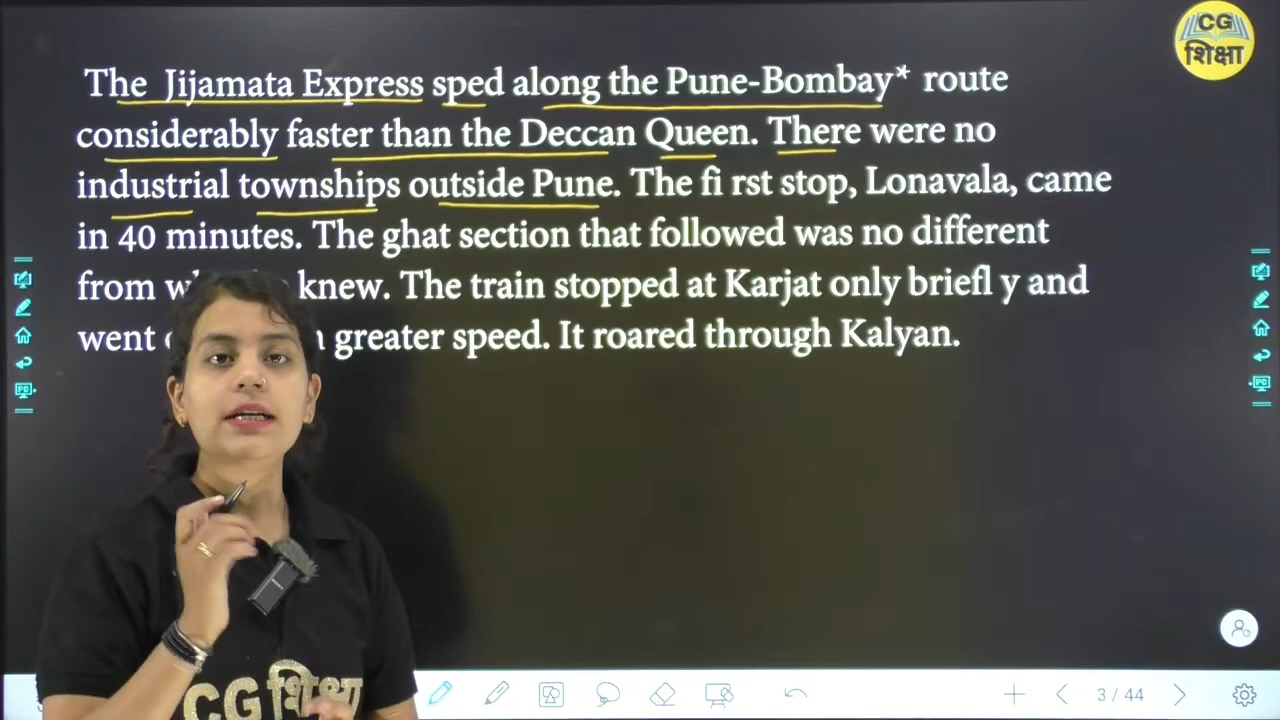 CG
शिक्षा
The Jijamata Express sped along the Pune-Bombay* route
considerably faster than the Deccan Queen. There were no
industrial townships outside Pune. The fi rst stop, Lonavala, came
in 40 minutes. The ghat section that followed was no different
from knew. The train stopped at Karjat only briefl y and
went greater speed. It roared through Kalyan.
CG शिक्षा
3 / 44